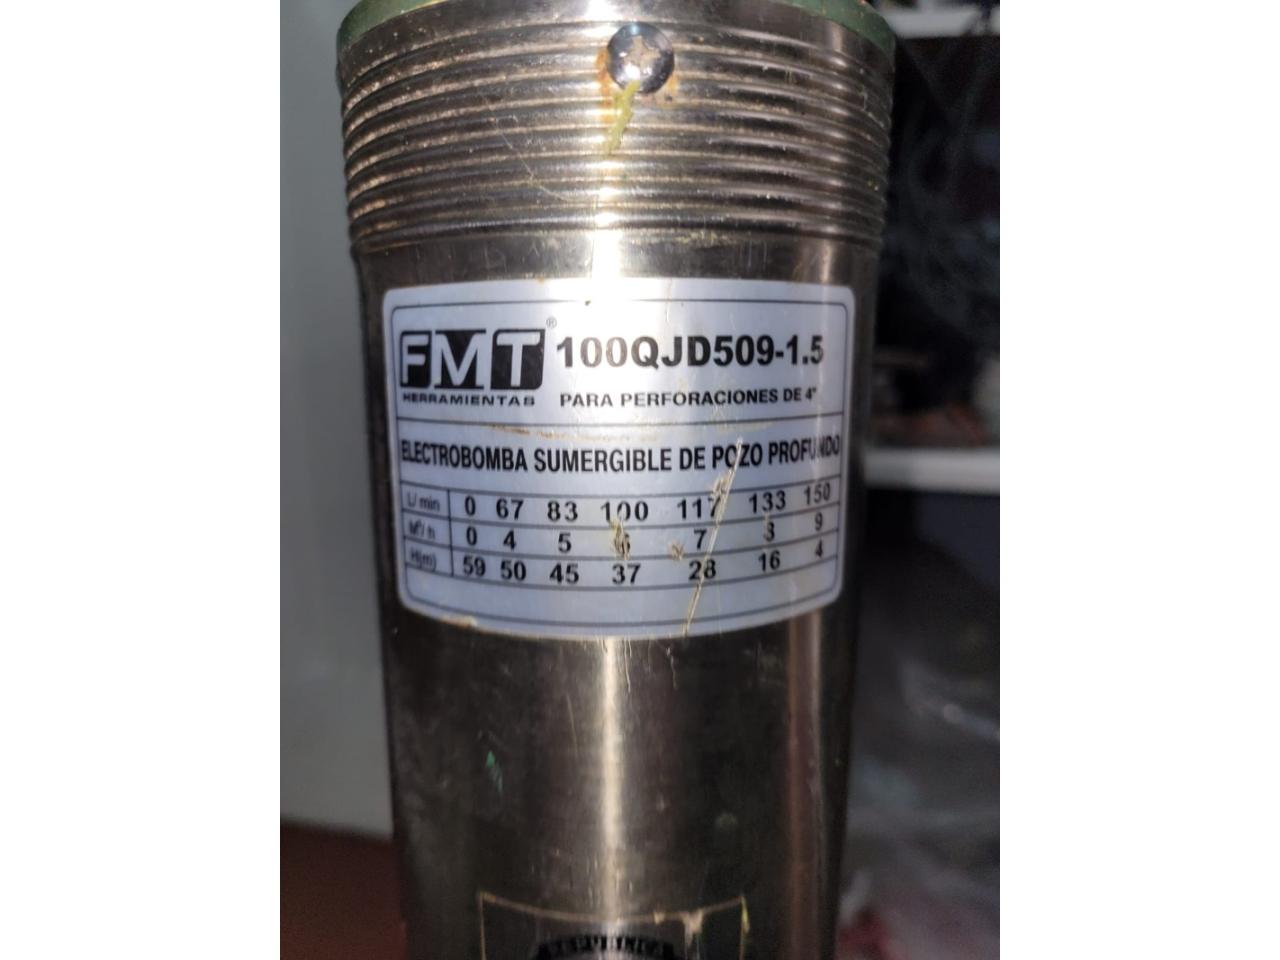 FMT® 100QJD509-1.5
HERRAMIENTAS PARA PERFORACIONES DE 4"
ELECTROBOMBA SUMERGIBLE DE POZO PROFUNDO
L/min 0 67 83 100 117 133 150
M³/h 0 4 5 6 7 8 9
H(m) 59 50 45 37 28 16 4
REPUBLICA